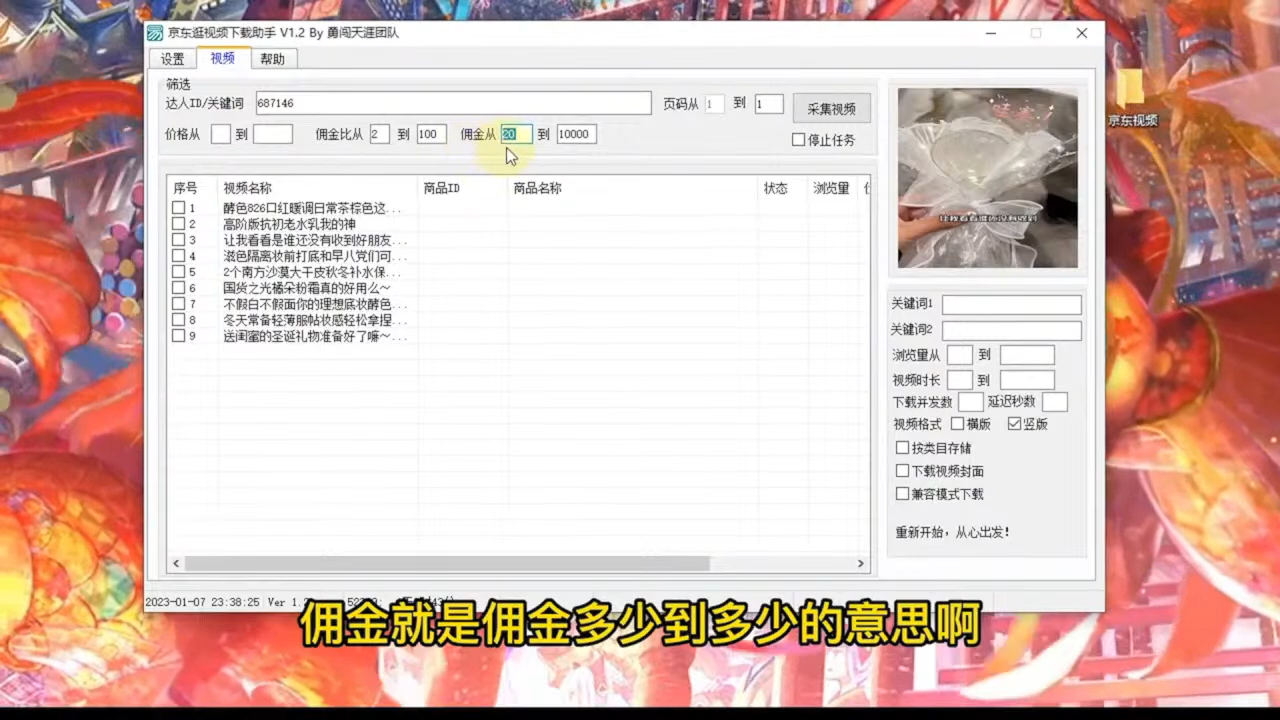 京东逛视频下载助手 V1.2 By 勇闯天涯团队
设置 视频 帮助
筛选
达人ID/关键词 687146 页码从 1 到 1 采集视频
价格从 到 佣金比从 2 到 100 佣金从 20 到 10000 停止任务
京东视频
序号 视频名称 商品ID 商品名称 状态 浏览量
1 酵色826口红暖调日常茶棕色这...
2 高阶版抗初老水乳我的神
3 让我看看是谁还没有收到好朋友...
4 滋色隔离妆前打底和早八党们可...
5 2个南方沙漠大干皮秋冬补水保...
6 国货之光橘朵粉霜真的好用么~
7 不假白不假面你的理想底妆酵色...
8 冬天常备轻薄服帖妆感轻松拿捏...
9 送闺蜜的圣诞礼物准备好了嘛~...
让我看看谁还没有收到
关键词1
关键词2
浏览量从 到
视频时长 到
下载并发数 延迟秒数
视频格式 横版 竖版
按类目存储
下载视频封面
兼容模式下载
重新开始，从心出发！
2023-01-07 23:38:25 Ver 1.
佣金就是佣金多少到多少的意思啊